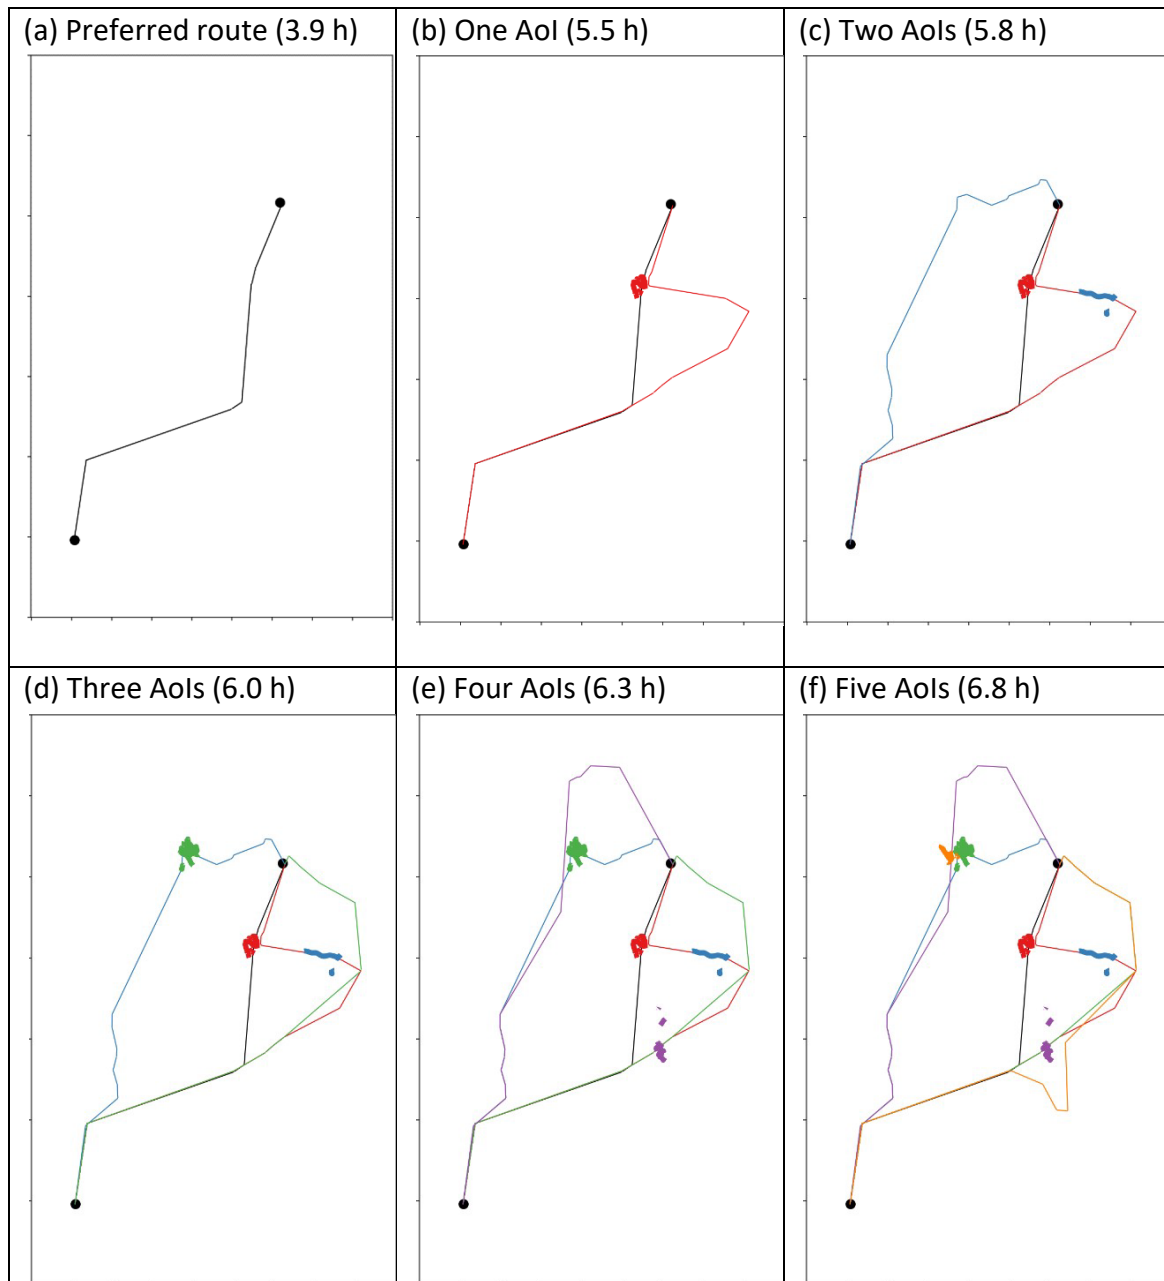 (a) Preferred route (3.9 h)
(b) One AoI (5.5 h)
(c) Two AoIs (5.8 h)
(d) Three AoIs (6.0 h)
(e) Four AoIs (6.3 h)
(f) Five AoIs (6.8 h)